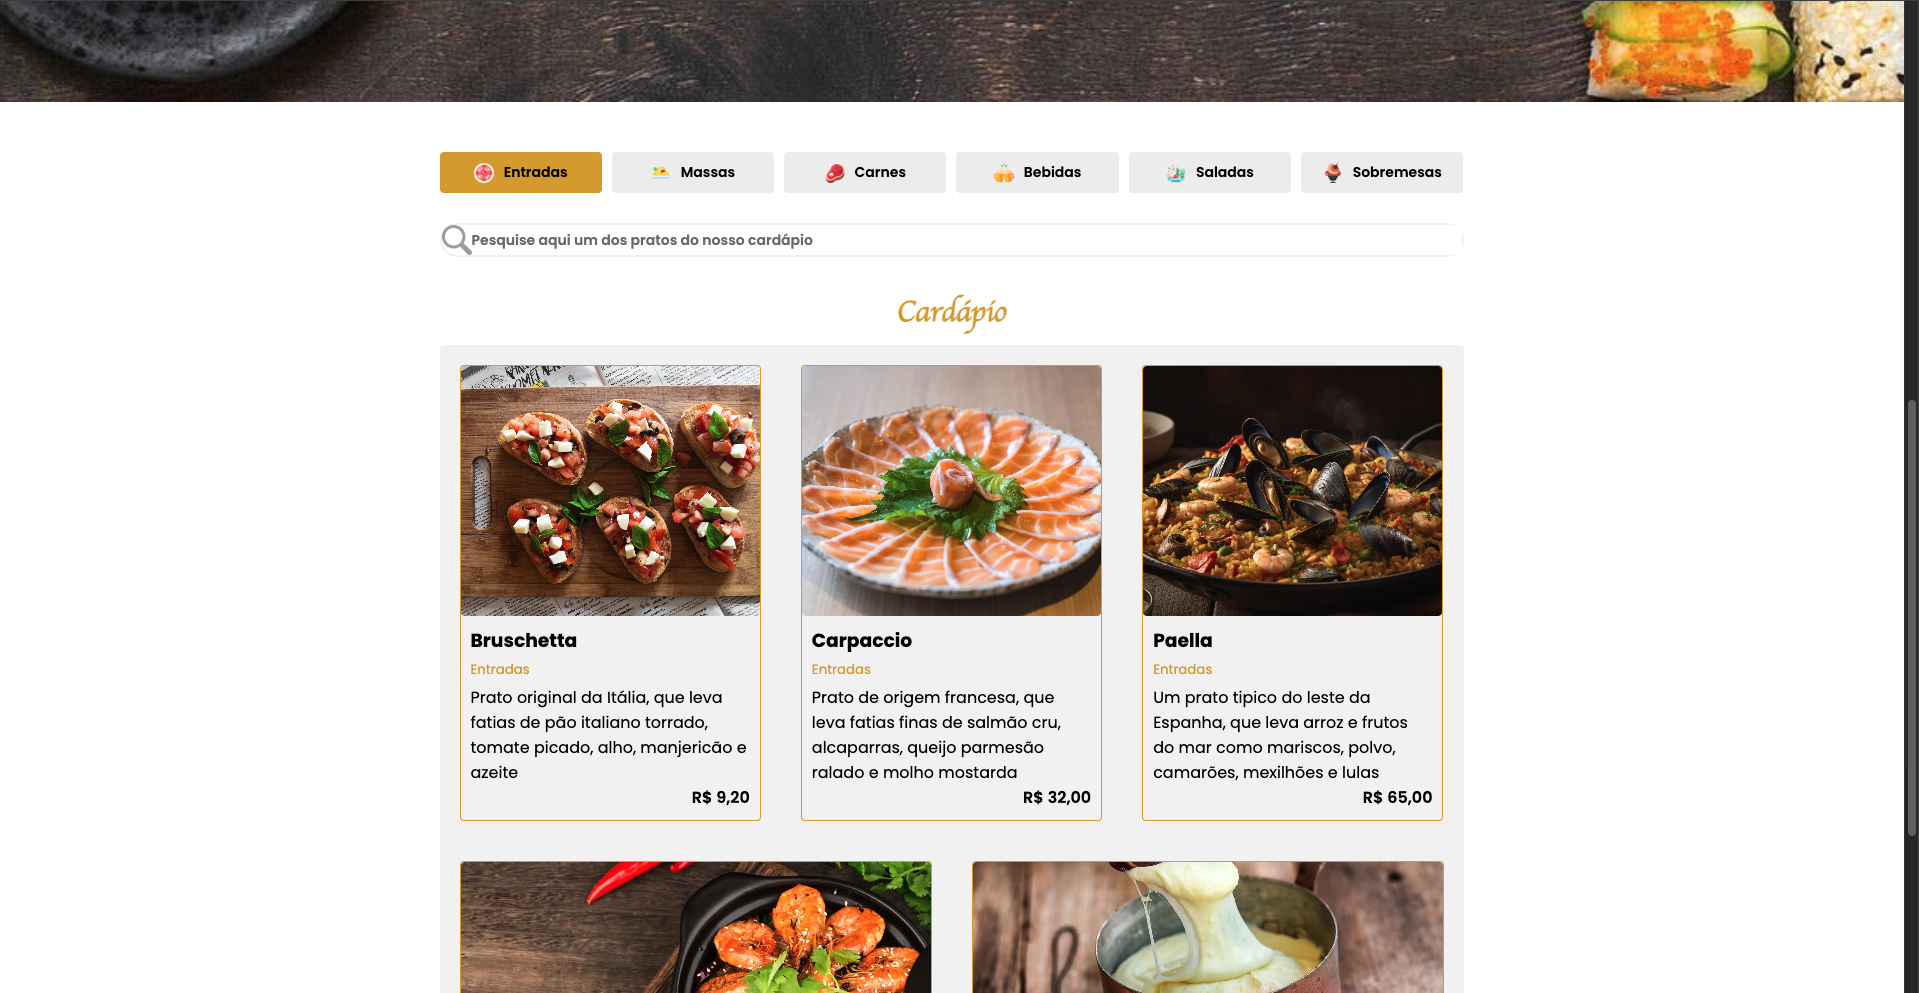 Entradas
Massas
Carnes
Bebidas
Saladas
Sobremesas
Pesquise aqui um dos pratos do nosso cardápio
Cardápio
Bruschetta
Entradas
Prato original da Itália, que leva
fatias de pão italiano torrado,
tomate picado, alho, manjericão e
azeite
R$ 9,20
Carpaccio
Entradas
Prato de origem francesa, que
leva fatias finas de salmão cru,
alcaparras, queijo parmesão
ralado e molho mostarda
R$ 32,00
Paella
Entradas
Um prato tipico do leste da
Espanha, que leva arroz e frutos
do mar como mariscos, polvo,
camarões, mexilhões e lulas
R$ 65,00